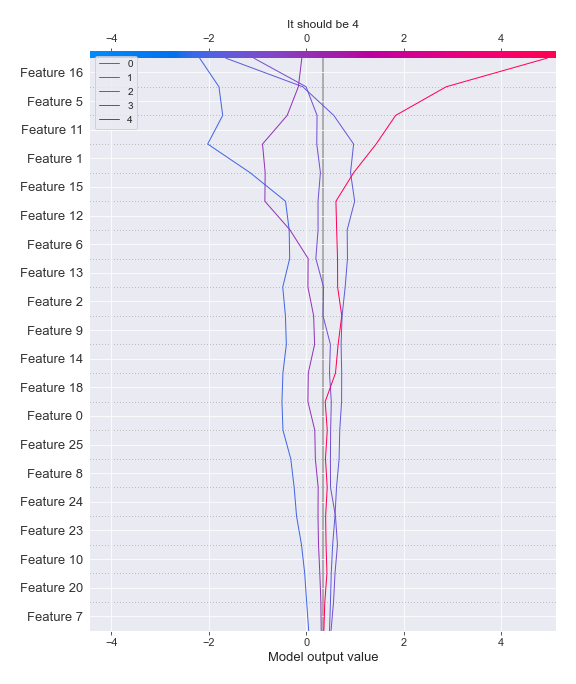 It should be 4
−4 −2 0 2 4
0
1
2
3
4
Feature 16
Feature 5
Feature 11
Feature 1
Feature 15
Feature 12
Feature 6
Feature 13
Feature 2
Feature 9
Feature 14
Feature 18
Feature 0
Feature 25
Feature 8
Feature 24
Feature 23
Feature 10
Feature 20
Feature 7
−4 −2 0 2 4
Model output value